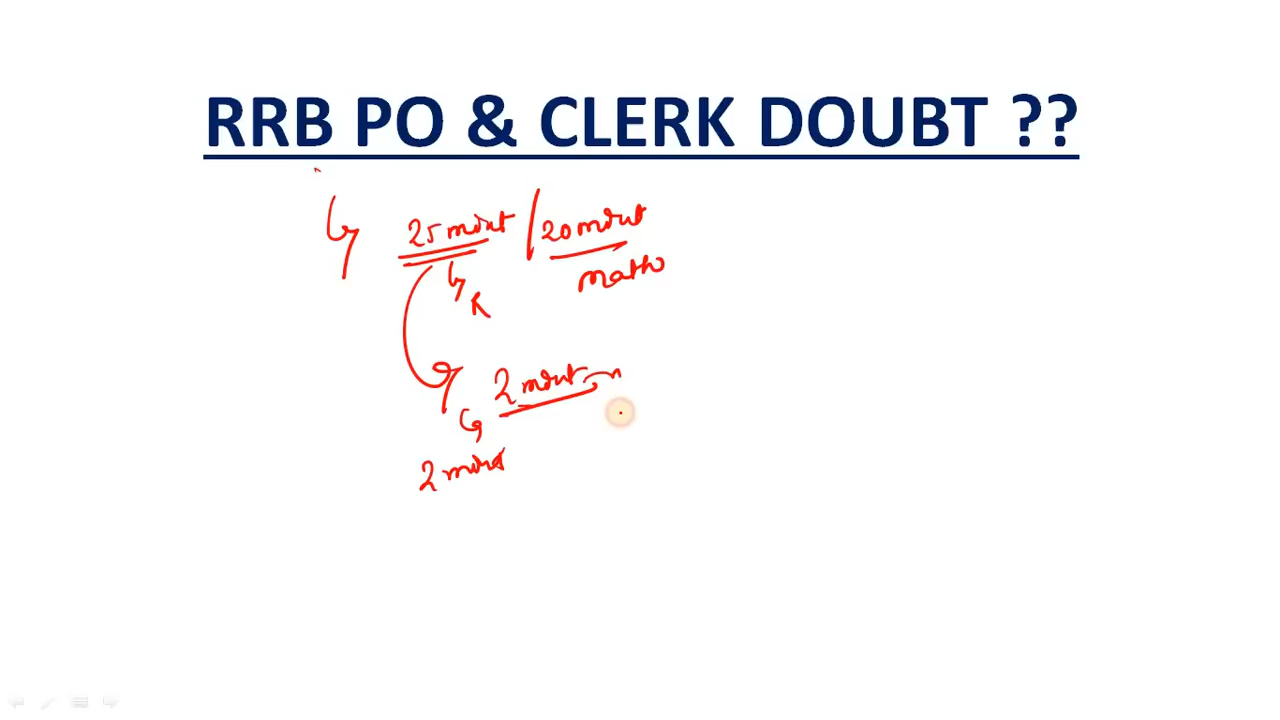 RRB PO & CLERK DOUBT ??
25 minut / 20 minut
math
R
2 minut
2 minut